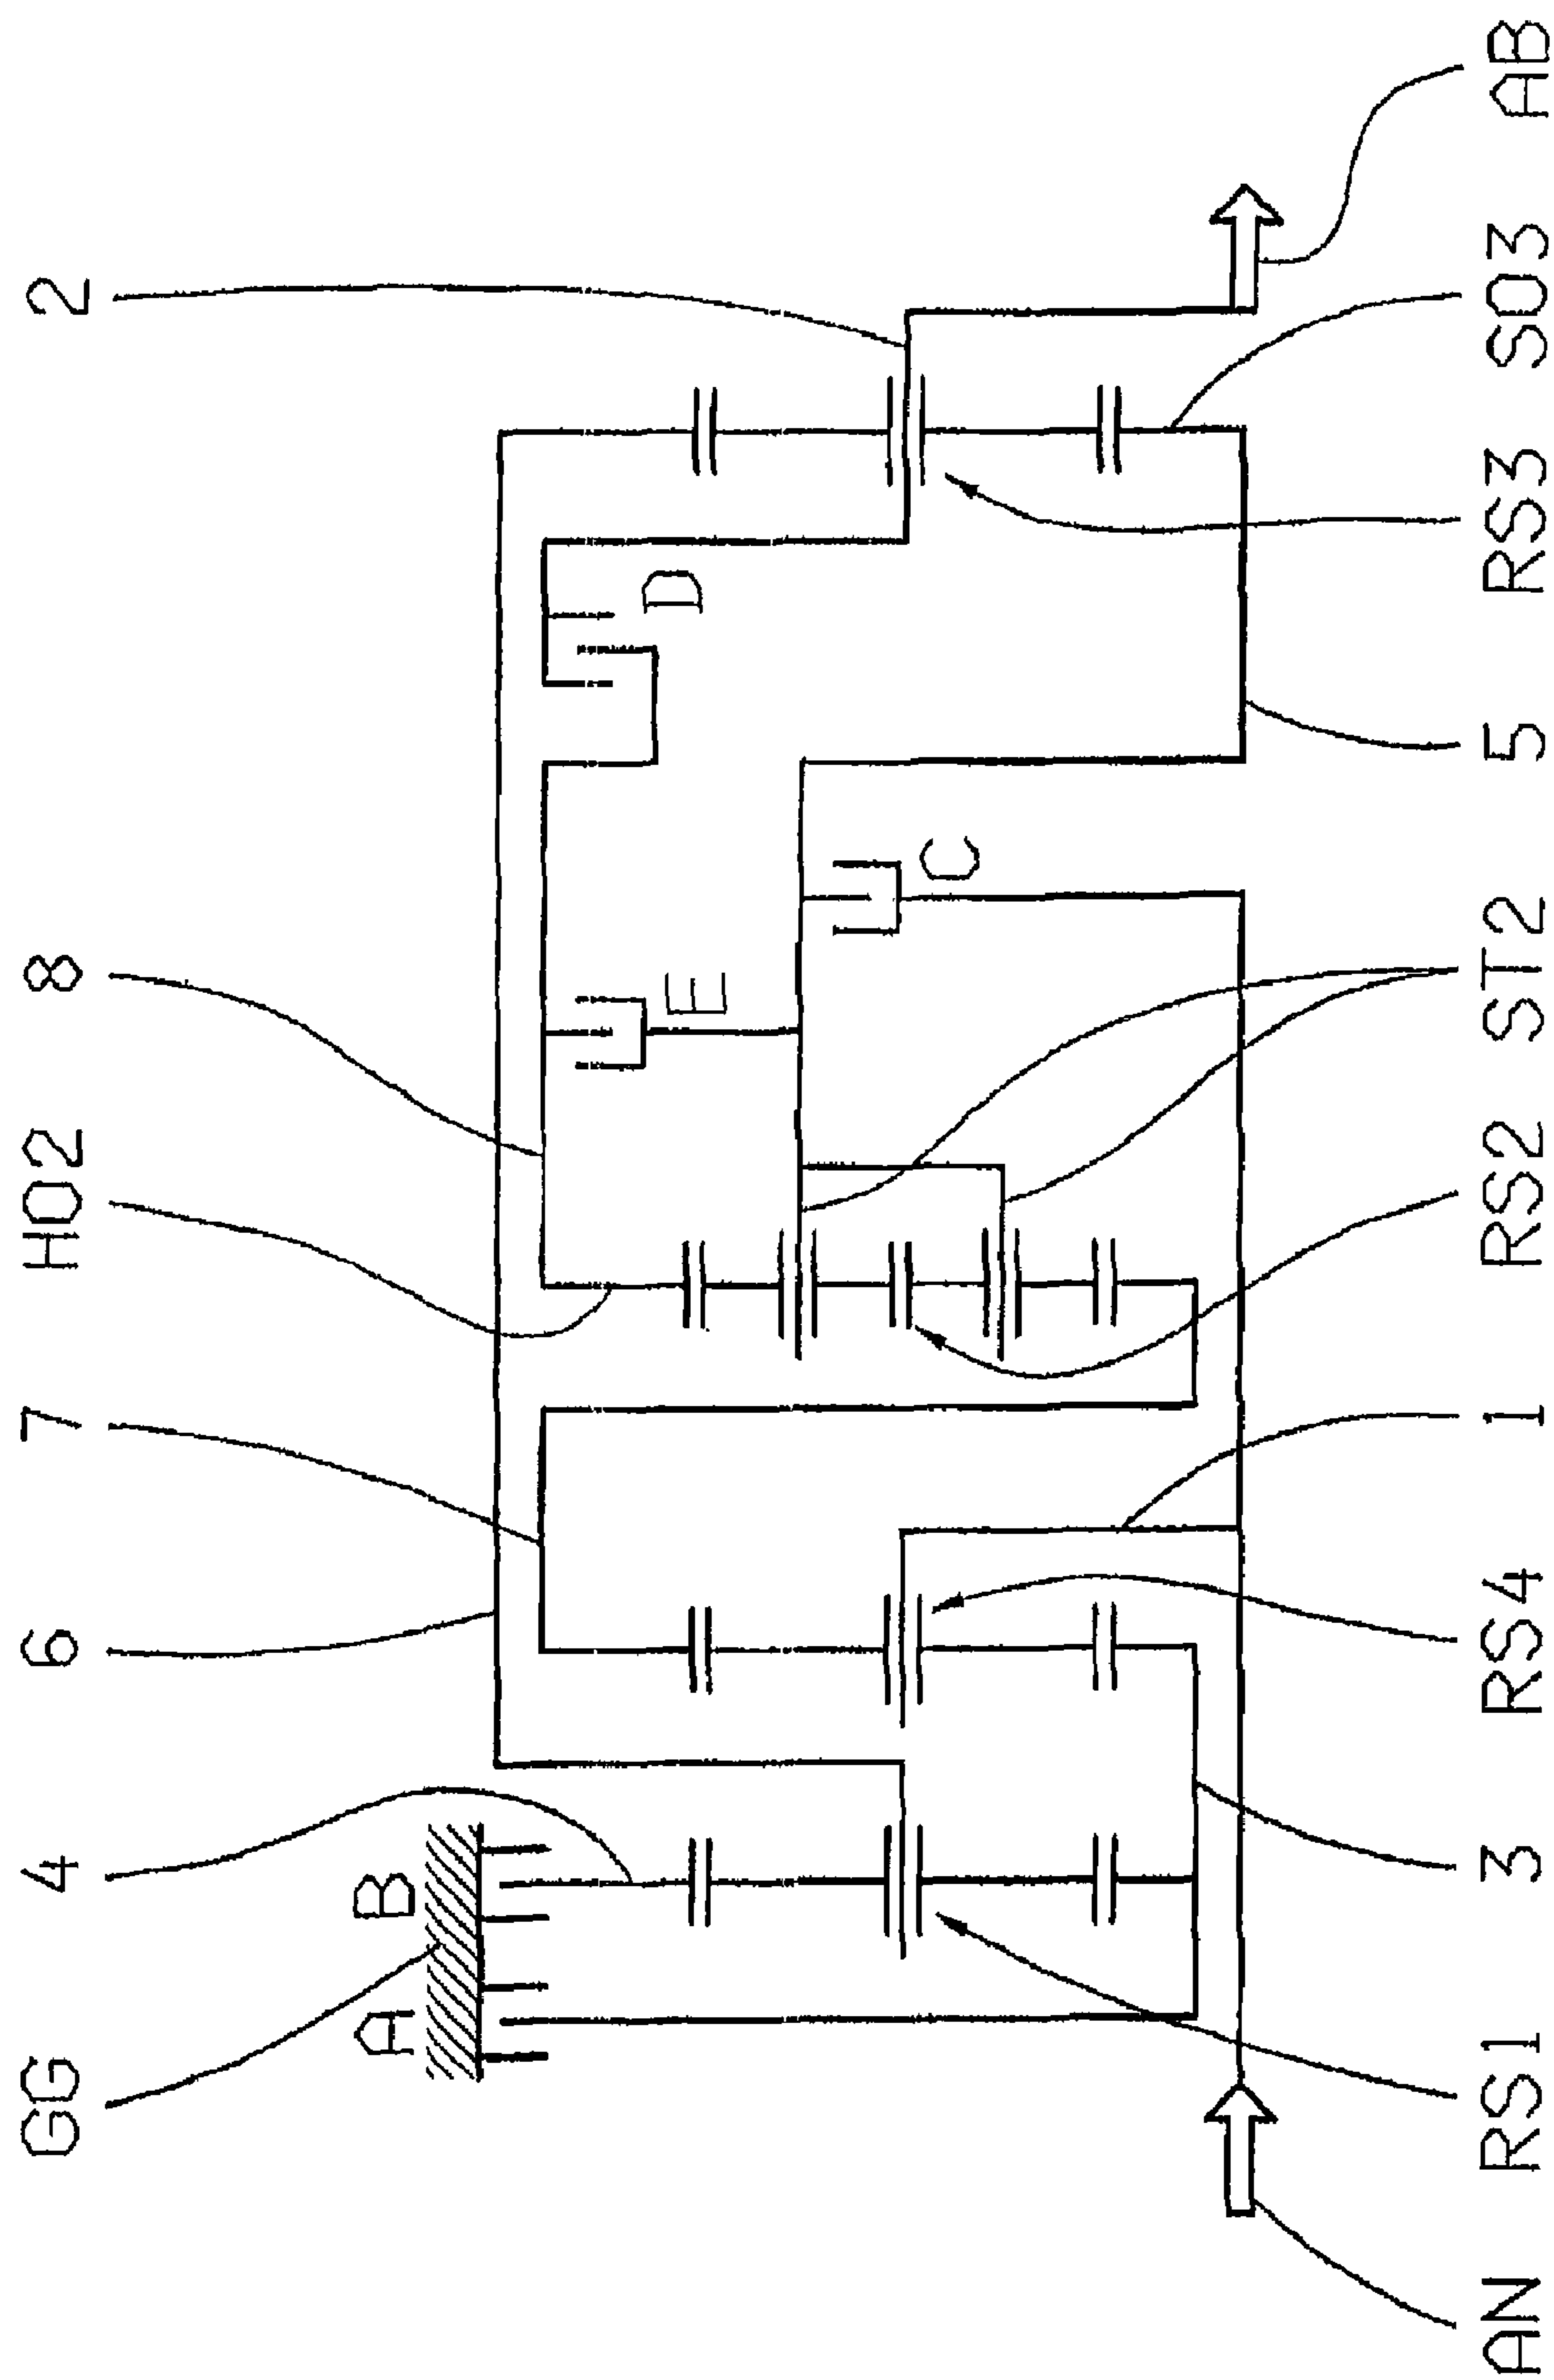 GG 4 6 7 HO2 8 2
A B
D
E
C
AN RS1 3 RS4 1 RS2 ST2 5 RS3 SO3 AB